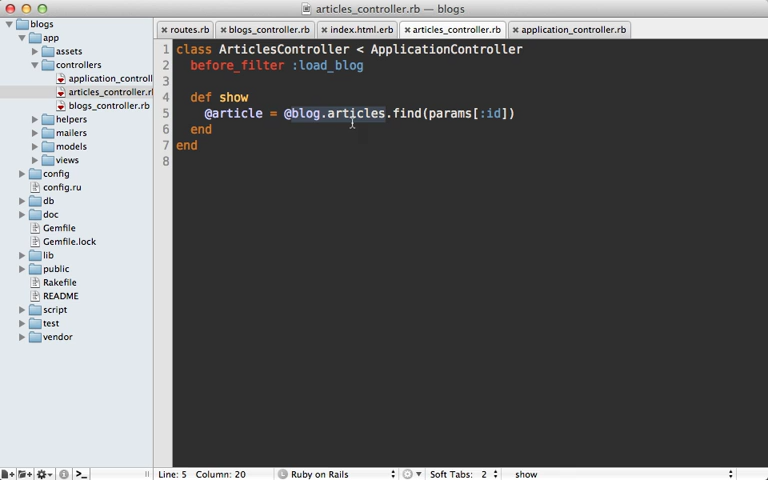 articles_controller.rb — blogs
blogs
app
assets
controllers
application_controll
articles_controller.rl
blogs_controller.rb
helpers
mailers
models
views
config
config.ru
db
doc
Gemfile
Gemfile.lock
lib
public
Rakefile
README
script
test
vendor
routes.rb blogs_controller.rb index.html.erb articles_controller.rb application_controller.rb
1 class ArticlesController < ApplicationController
2 before_filter :load_blog
3
4 def show
5 @article = @blog.articles.find(params[:id])
6 end
7 end
8
Line: 5 Column: 20 Ruby on Rails Soft Tabs: 2 show